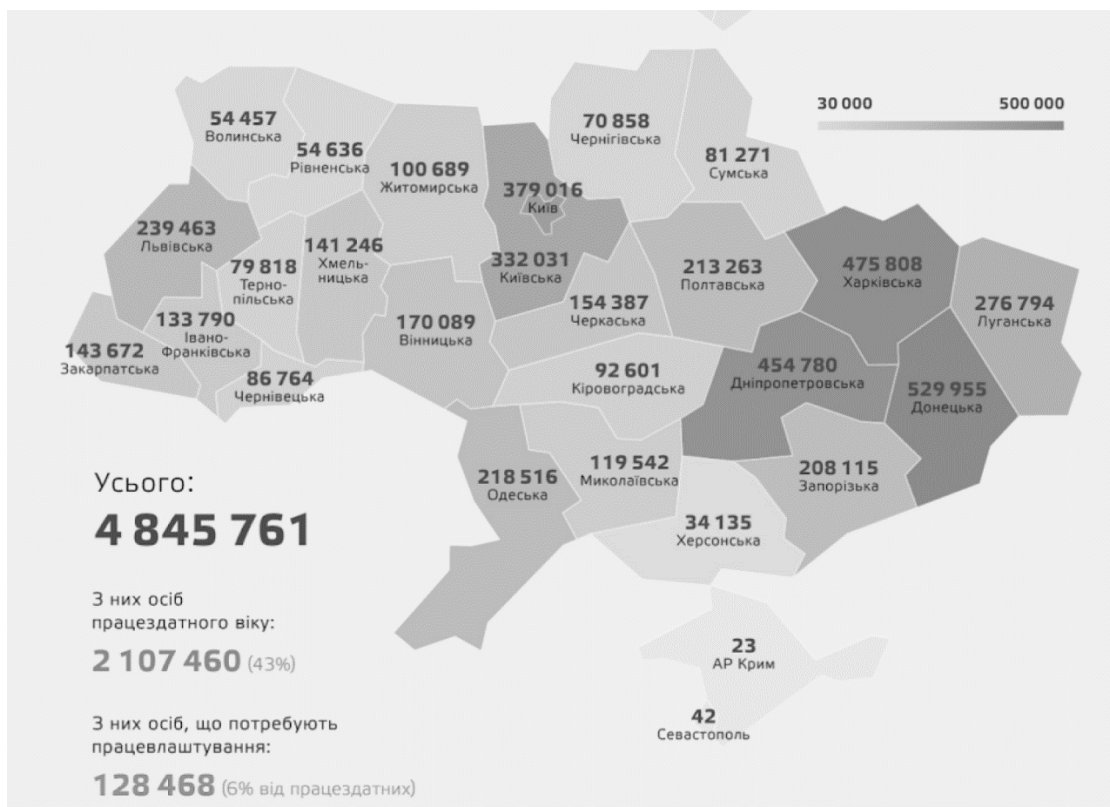 30 000 500 000
54 457
Волинська
54 636
Рівненська
100 689
Житомирська
379 016
Київ
70 858
Чернігівська
81 271
Сумська
239 463
Львівська
79 818
Терно-
пільська
141 246
Хмель-
ницька
332 031
Київська
154 387
Черкаська
213 263
Полтавська
475 808
Харківська
276 794
Луганська
143 672
Закарпатська
133 790
Івано-
Франківська
86 764
Чернівецька
170 089
Вінницька
92 601
Кіровоградська
454 780
Дніпропетровська
529 955
Донецька
218 516
Одеська
119 542
Миколаївська
208 115
Запорізька
34 135
Херсонська
23
АР Крим
42
Севастополь
Усього:
4 845 761
З них осіб
працездатного віку:
2 107 460 (43%)
З них осіб, що потребують
працевлаштування:
128 468 (6% від працездатних)